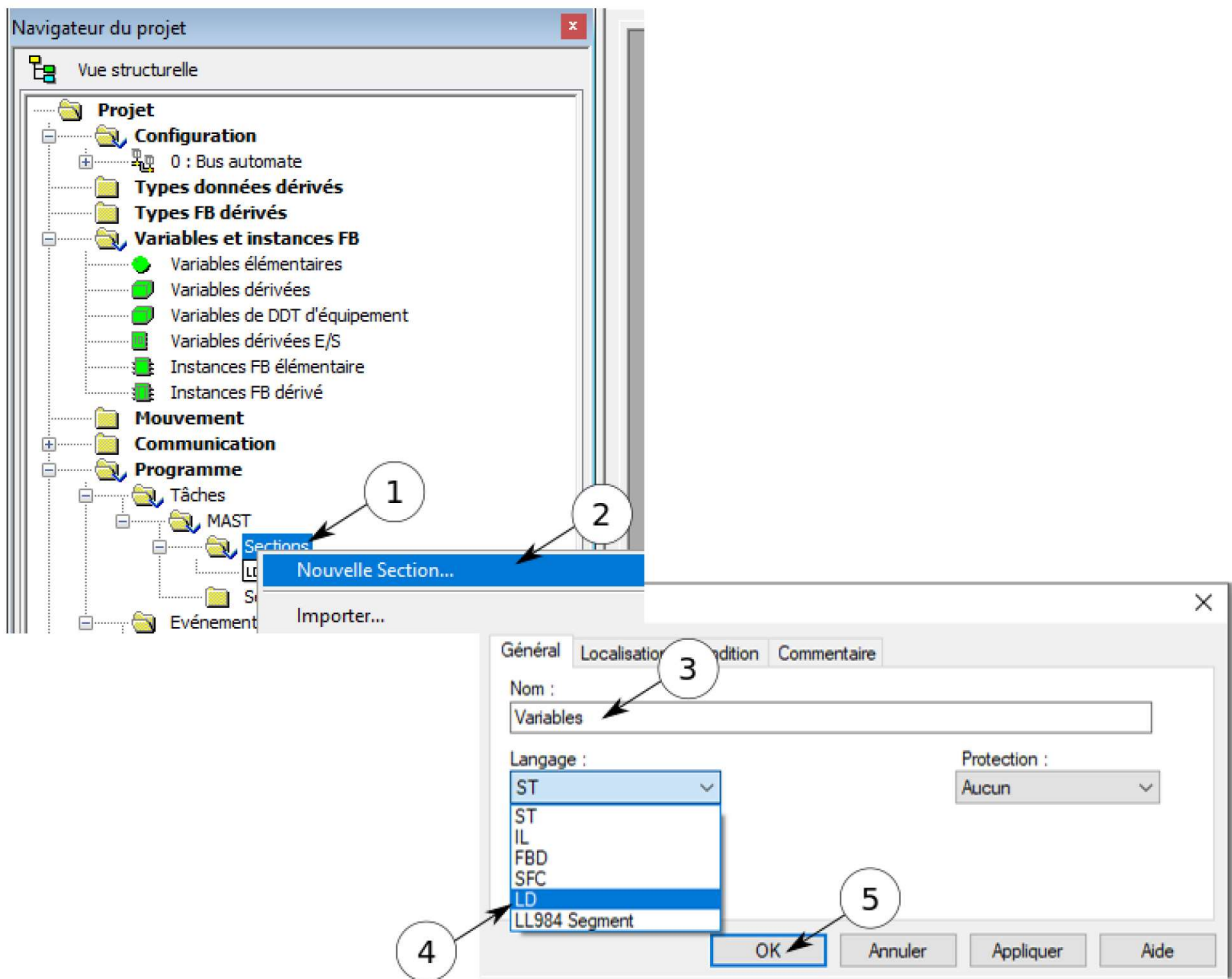 Navigateur du projet
x
Vue structurelle
Projet
Configuration
0 : Bus automate
Types données dérivés
Types FB dérivés
Variables et instances FB
Variables élémentaires
Variables dérivées
Variables de DDT d'équipement
Variables dérivées E/S
Instances FB élémentaire
Instances FB dérivé
Mouvement
Communication
Programme
Tâches
1
MAST
2
Sections
Nouvelle Section...
Importer...
Evénement
Général Localisation Commentaire
3
Nom :
Variables
Langage : Protection :
ST Aucun
ST
IL
FBD
SFC
LD
LL984 Segment
5
4
OK Annuler Appliquer Aide